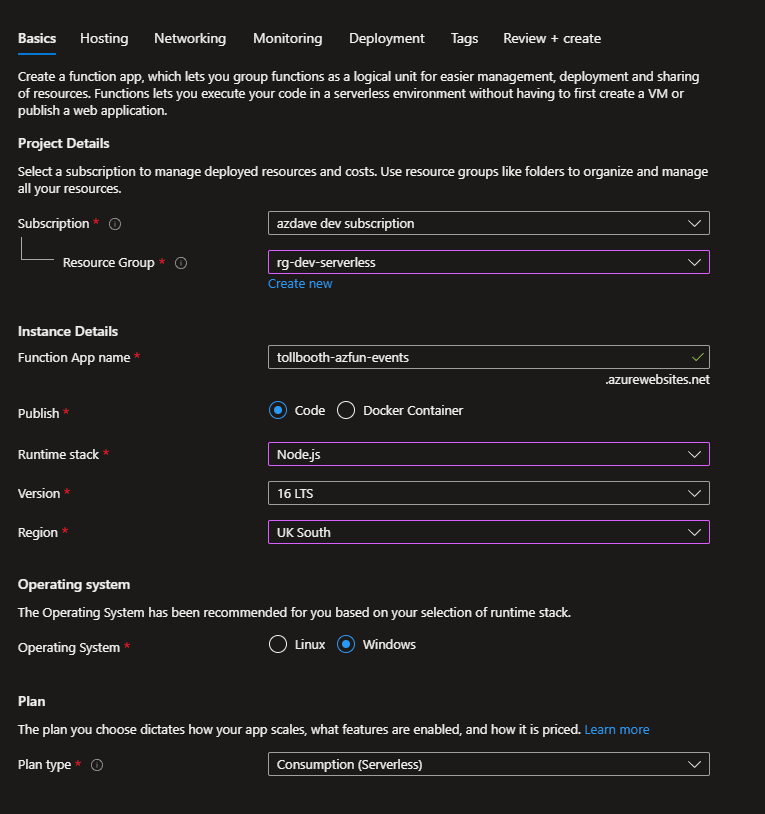 Basics Hosting Networking Monitoring Deployment Tags Review + create
Create a function app, which lets you group functions as a logical unit for easier management, deployment and sharing
of resources. Functions lets you execute your code in a serverless environment without having to first create a VM or
publish a web application.
Project Details
Select a subscription to manage deployed resources and costs. Use resource groups like folders to organize and manage
all your resources.
Subscription * azdave dev subscription
Resource Group * rg-dev-serverless
Create new
Instance Details
Function App name * tollbooth-azfun-events
.azurewebsites.net
Publish * Code Docker Container
Runtime stack * Node.js
Version * 16 LTS
Region * UK South
Operating system
The Operating System has been recommended for you based on your selection of runtime stack.
Operating System * Linux Windows
Plan
The plan you choose dictates how your app scales, what features are enabled, and how it is priced. Learn more
Plan type * Consumption (Serverless)